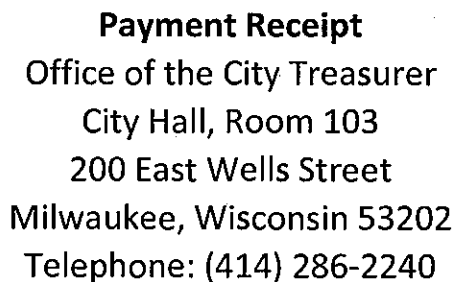 Payment Receipt
Office of the City Treasurer
City Hall, Room 103
200 East Wells Street
Milwaukee, Wisconsin 53202
Telephone: (414) 286-2240